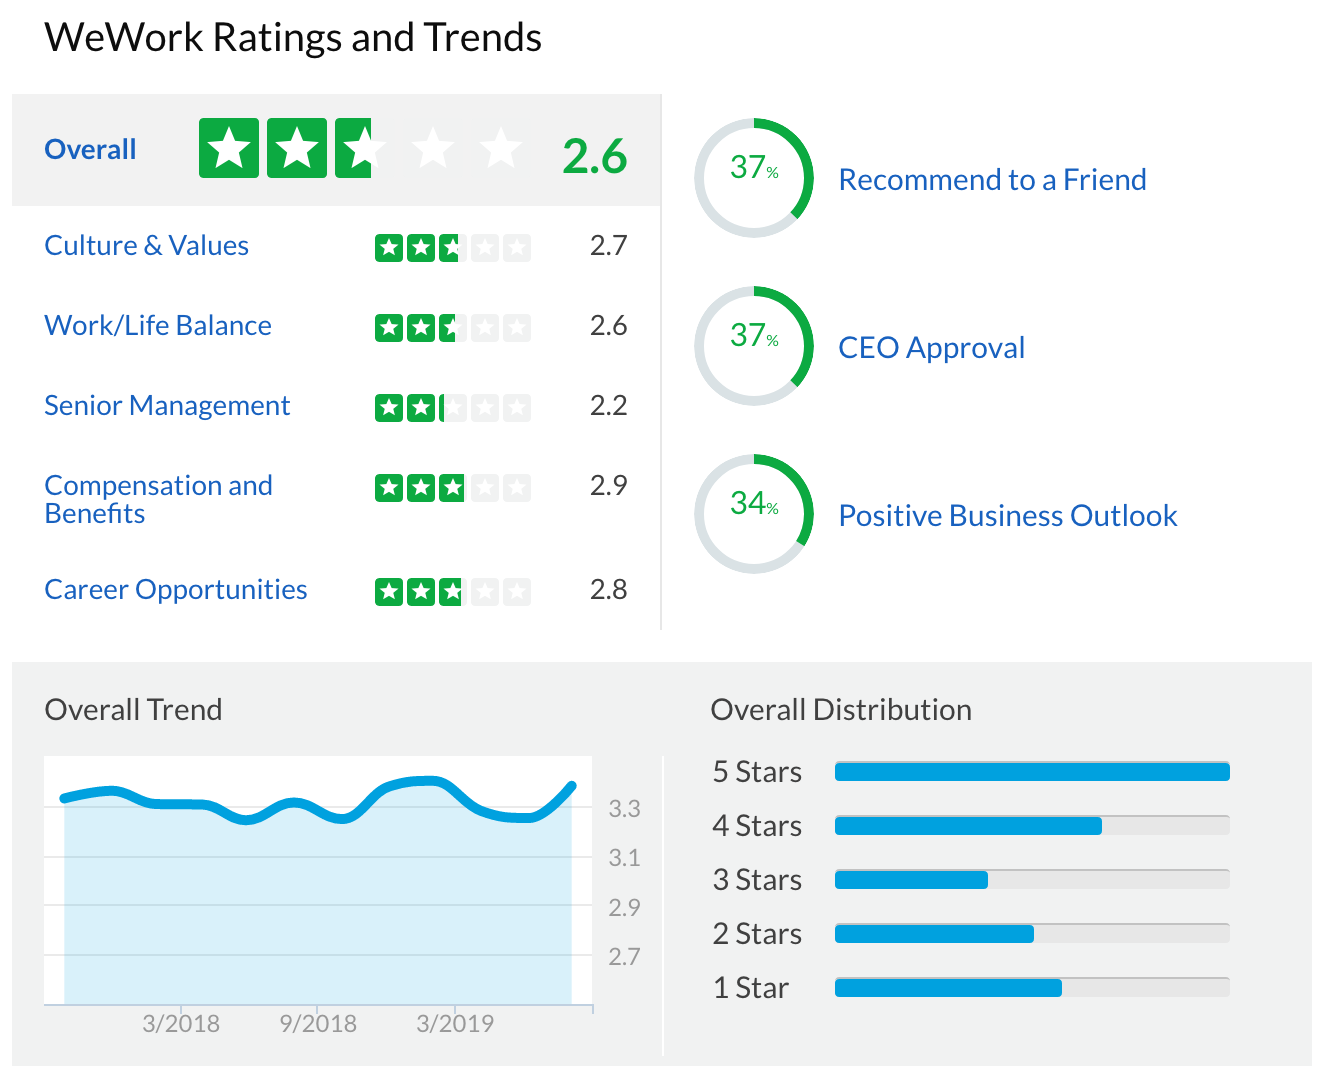 WeWork Ratings and Trends
Overall 2.6
Culture & Values 2.7
Work/Life Balance 2.6
Senior Management 2.2
Compensation and
Benefits 2.9
Career Opportunities 2.8
37% Recommend to a Friend
37% CEO Approval
34% Positive Business Outlook
Overall Trend
3.3
3.1
2.9
2.7
3/2018 9/2018 3/2019
Overall Distribution
5 Stars
4 Stars
3 Stars
2 Stars
1 Star